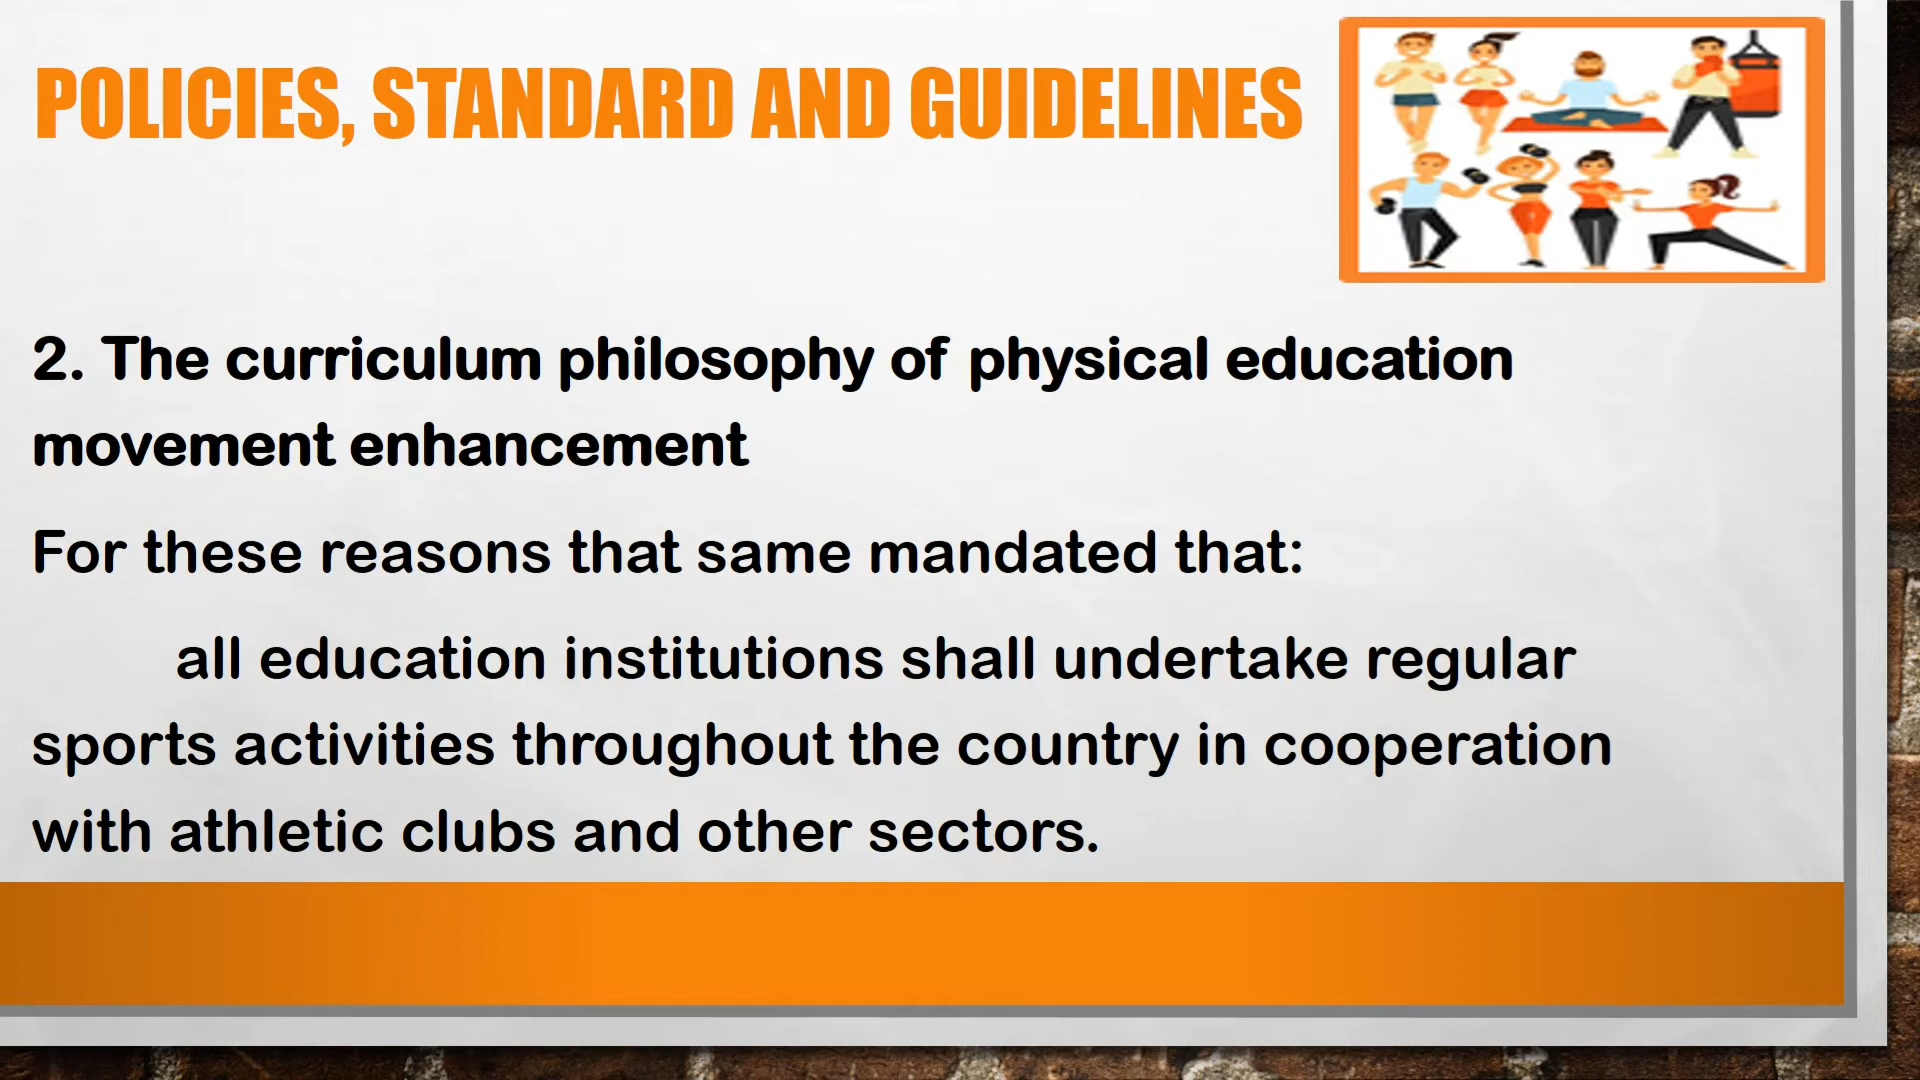 POLICIES, STANDARD AND GUIDELINES
2. The curriculum philosophy of physical education
movement enhancement
For these reasons that same mandated that:
all education institutions shall undertake regular
sports activities throughout the country in cooperation
with athletic clubs and other sectors.